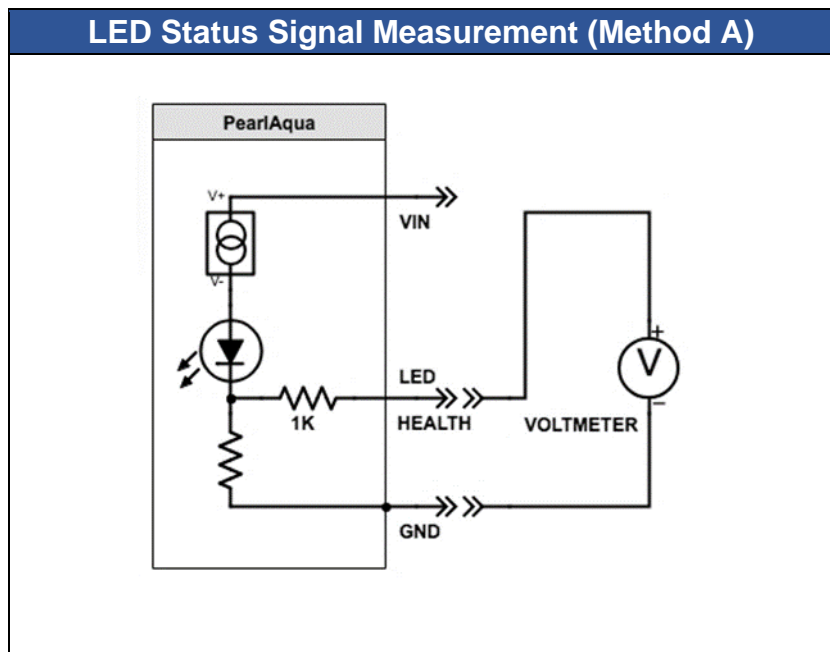 LED Status Signal Measurement (Method A)
PearlAqua
V+
VIN
V-
+
V
LED
HEALTH
1K
−
VOLTMETER
GND